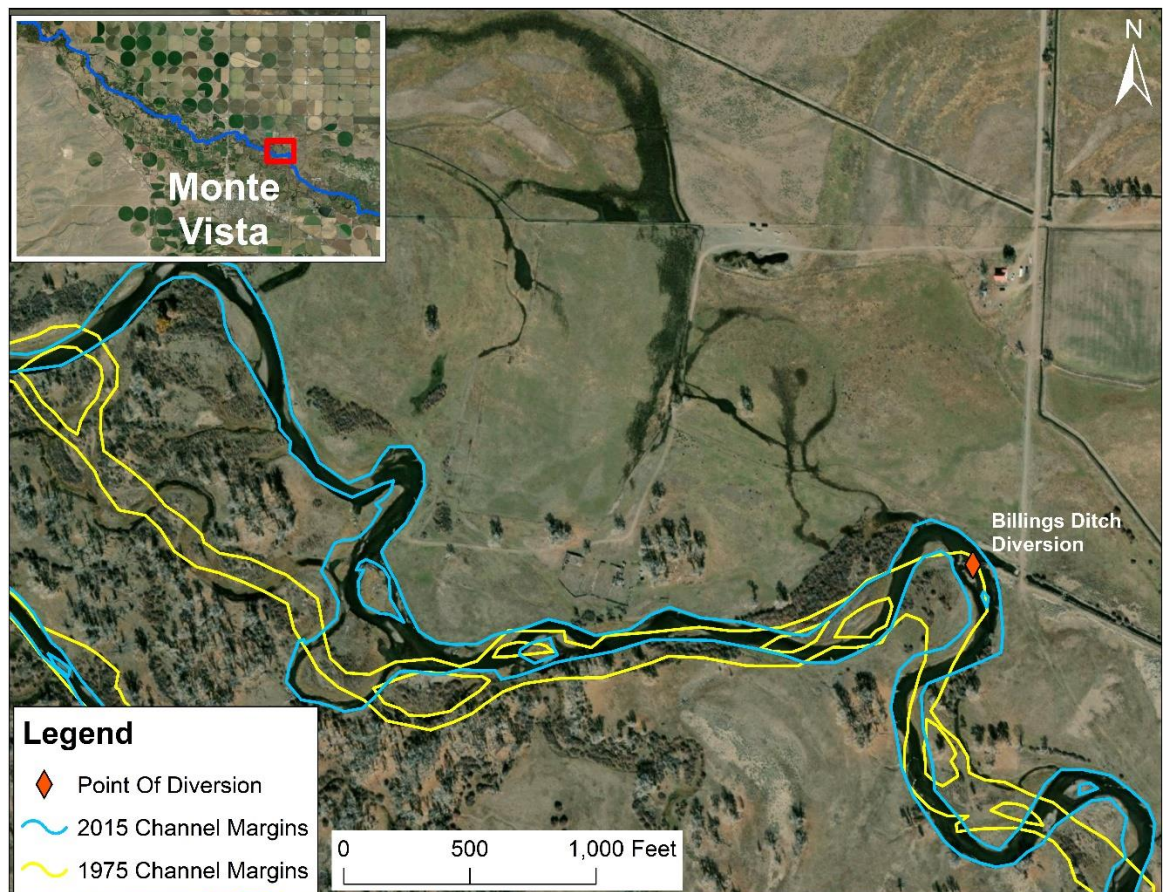 Monte
Vista
N
Billings Ditch
Diversion
Legend
Point Of Diversion
2015 Channel Margins
1975 Channel Margins
0 500 1,000 Feet